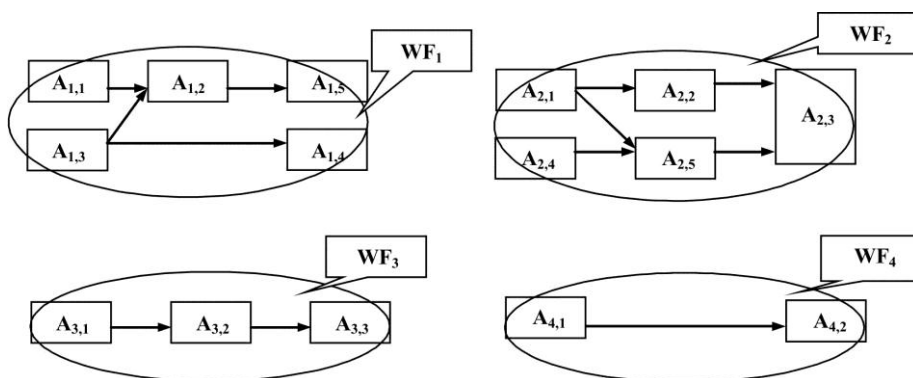 WF₁
A₁,₁
A₁,₂
A₁,₅
A₁,₃
A₁,₄
WF₂
A₂,₁
A₂,₂
A₂,₃
A₂,₄
A₂,₅
WF₃
A₃,₁
A₃,₂
A₃,₃
WF₄
A₄,₁
A₄,₂